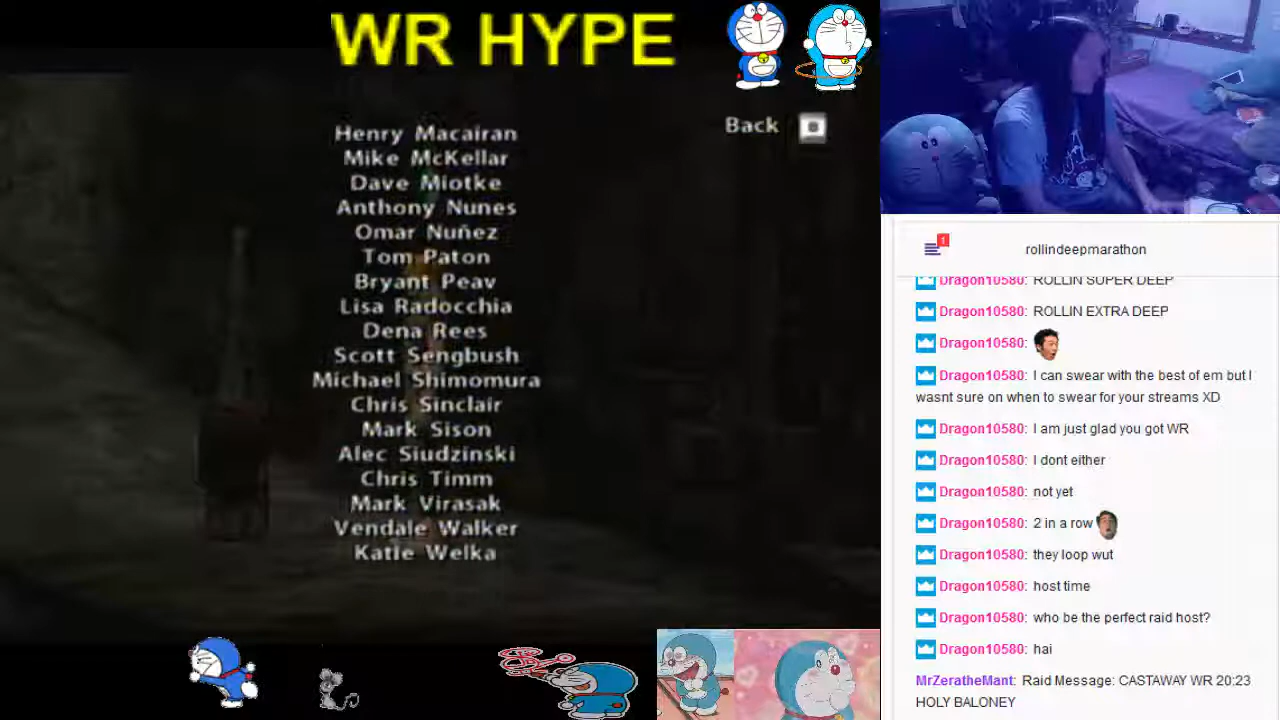 WR HYPE
Back
Henry Macairan
Mike McKellar
Dave Miotke
Anthony Nunes
Omar Nuñez
Tom Paton
Bryant Peav
Lisa Radocchia
Dena Rees
Scott Sengbush
Michael Shimomura
Chris Sinclair
Mark Sison
Alec Siudzinski
Chris Timm
Mark Virasak
Vendale Walker
Katie Welka
1
rollindeepmarathon
Dragon10580: ROLLIN SUPER DEEP
Dragon10580: ROLLIN EXTRA DEEP
Dragon10580:
Dragon10580: I can swear with the best of em but I
wasnt sure on when to swear for your streams XD
Dragon10580: I am just glad you got WR
Dragon10580: I dont either
Dragon10580: not yet
Dragon10580: 2 in a row
Dragon10580: they loop wut
Dragon10580: host time
Dragon10580: who be the perfect raid host?
Dragon10580: hai
MrZeratheMant: Raid Message: CASTAWAY WR 20:23
HOLY BALONEY